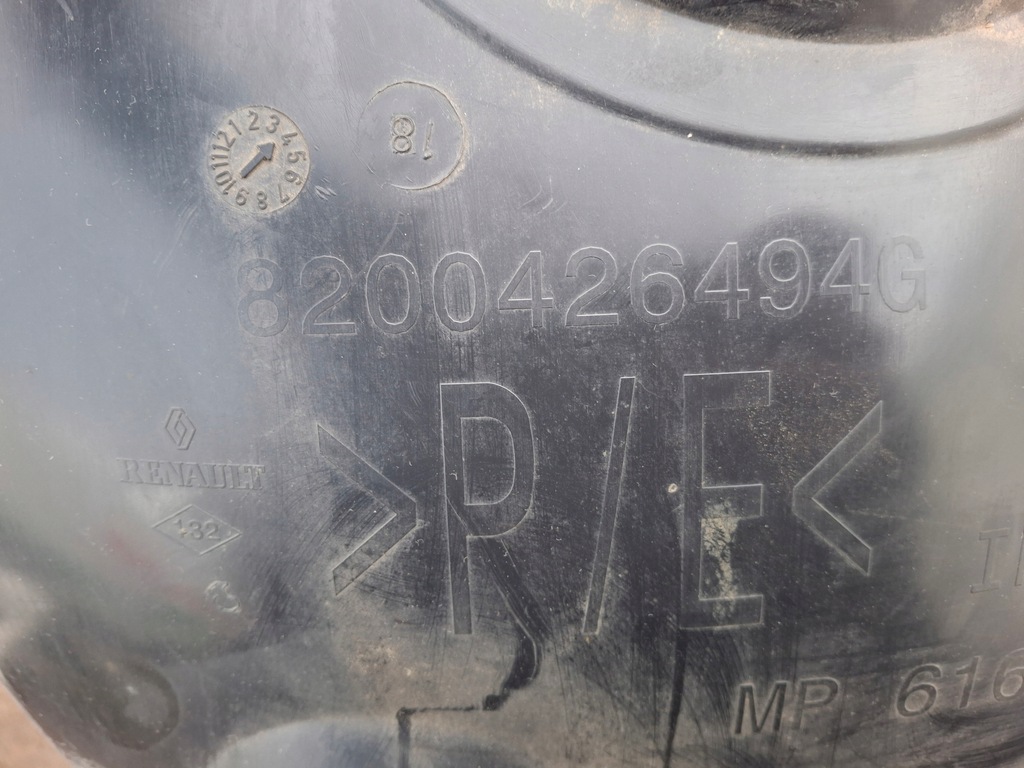 1 2 3 4 5 6 7 8 9 10 11 12
18
8200426494G
>P/E<
RENAULT
432
MP 616